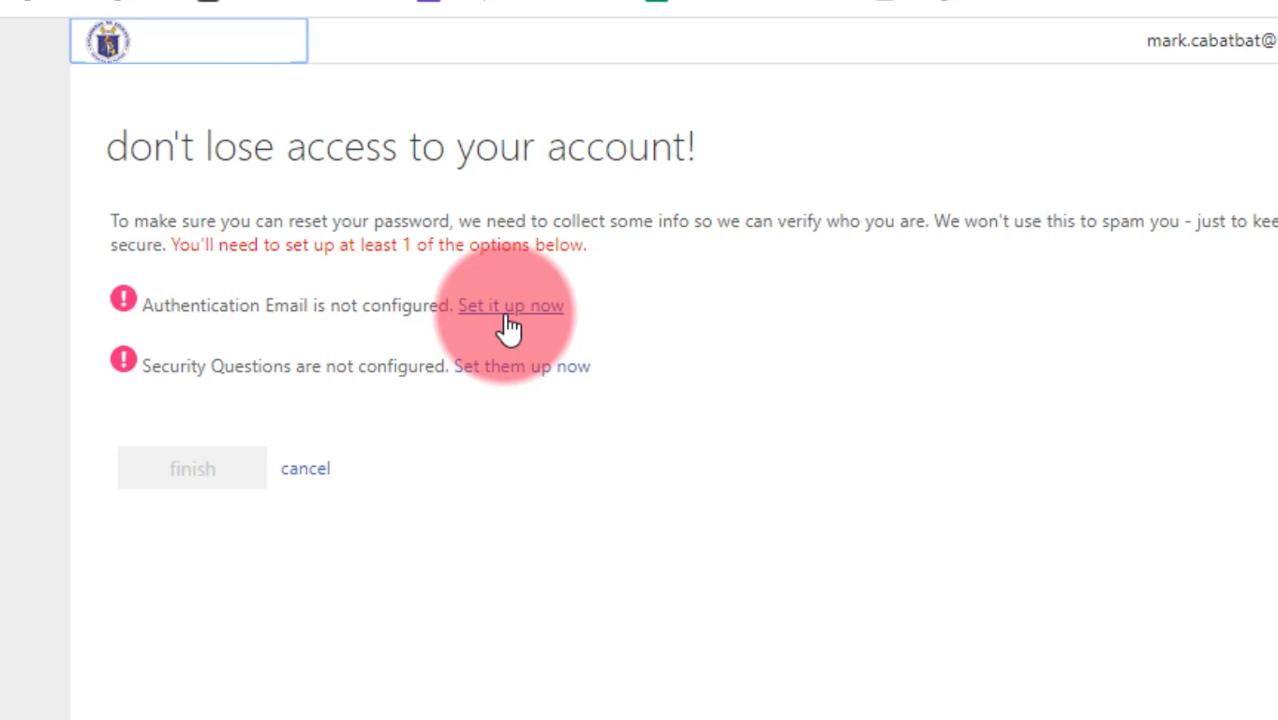 mark.cabatbat@
don't lose access to your account!
To make sure you can reset your password, we need to collect some info so we can verify who you are. We won't use this to spam you - just to kee
secure. You'll need to set up at least 1 of the options below.
Authentication Email is not configured. Set it up now
Security Questions are not configured. Set them up now
finish cancel